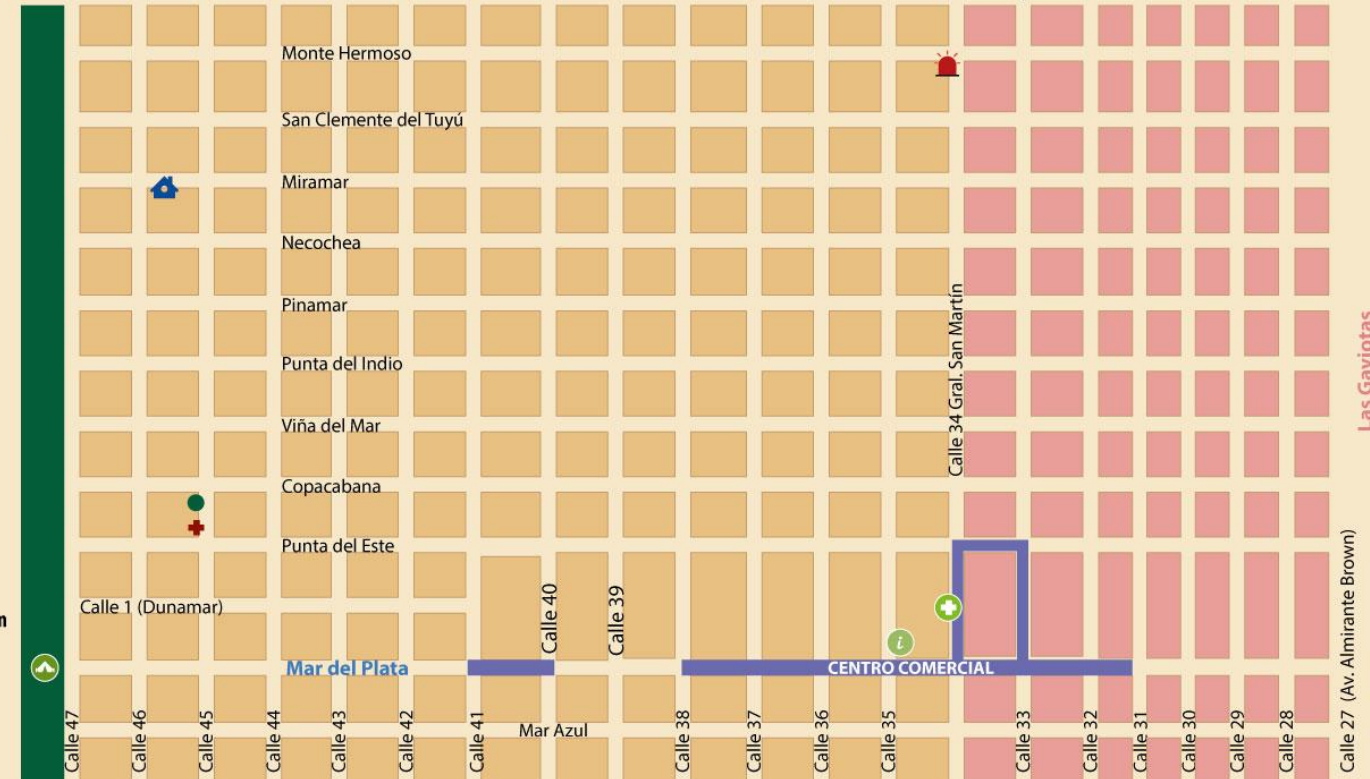 Monte Hermoso
San Clemente del Tuyú
Miramar
Necochea
Pinamar
Punta del Indio
Viña del Mar
Copacabana
Punta del Este
Calle 1 (Dunamar)
Mar del Plata
CENTRO COMERCIAL
Mar Azul
i
Calle 47
Calle 46
Calle 45
Calle 44
Calle 43
Calle 42
Calle 41
Calle 40
Calle 39
Calle 38
Calle 37
Calle 36
Calle 35
Calle 34 Gral. San Martín
Calle 33
Calle 32
Calle 31
Calle 30
Calle 29
Calle 28
Calle 27 (Av. Almirante Brown)
Las Gaviotas